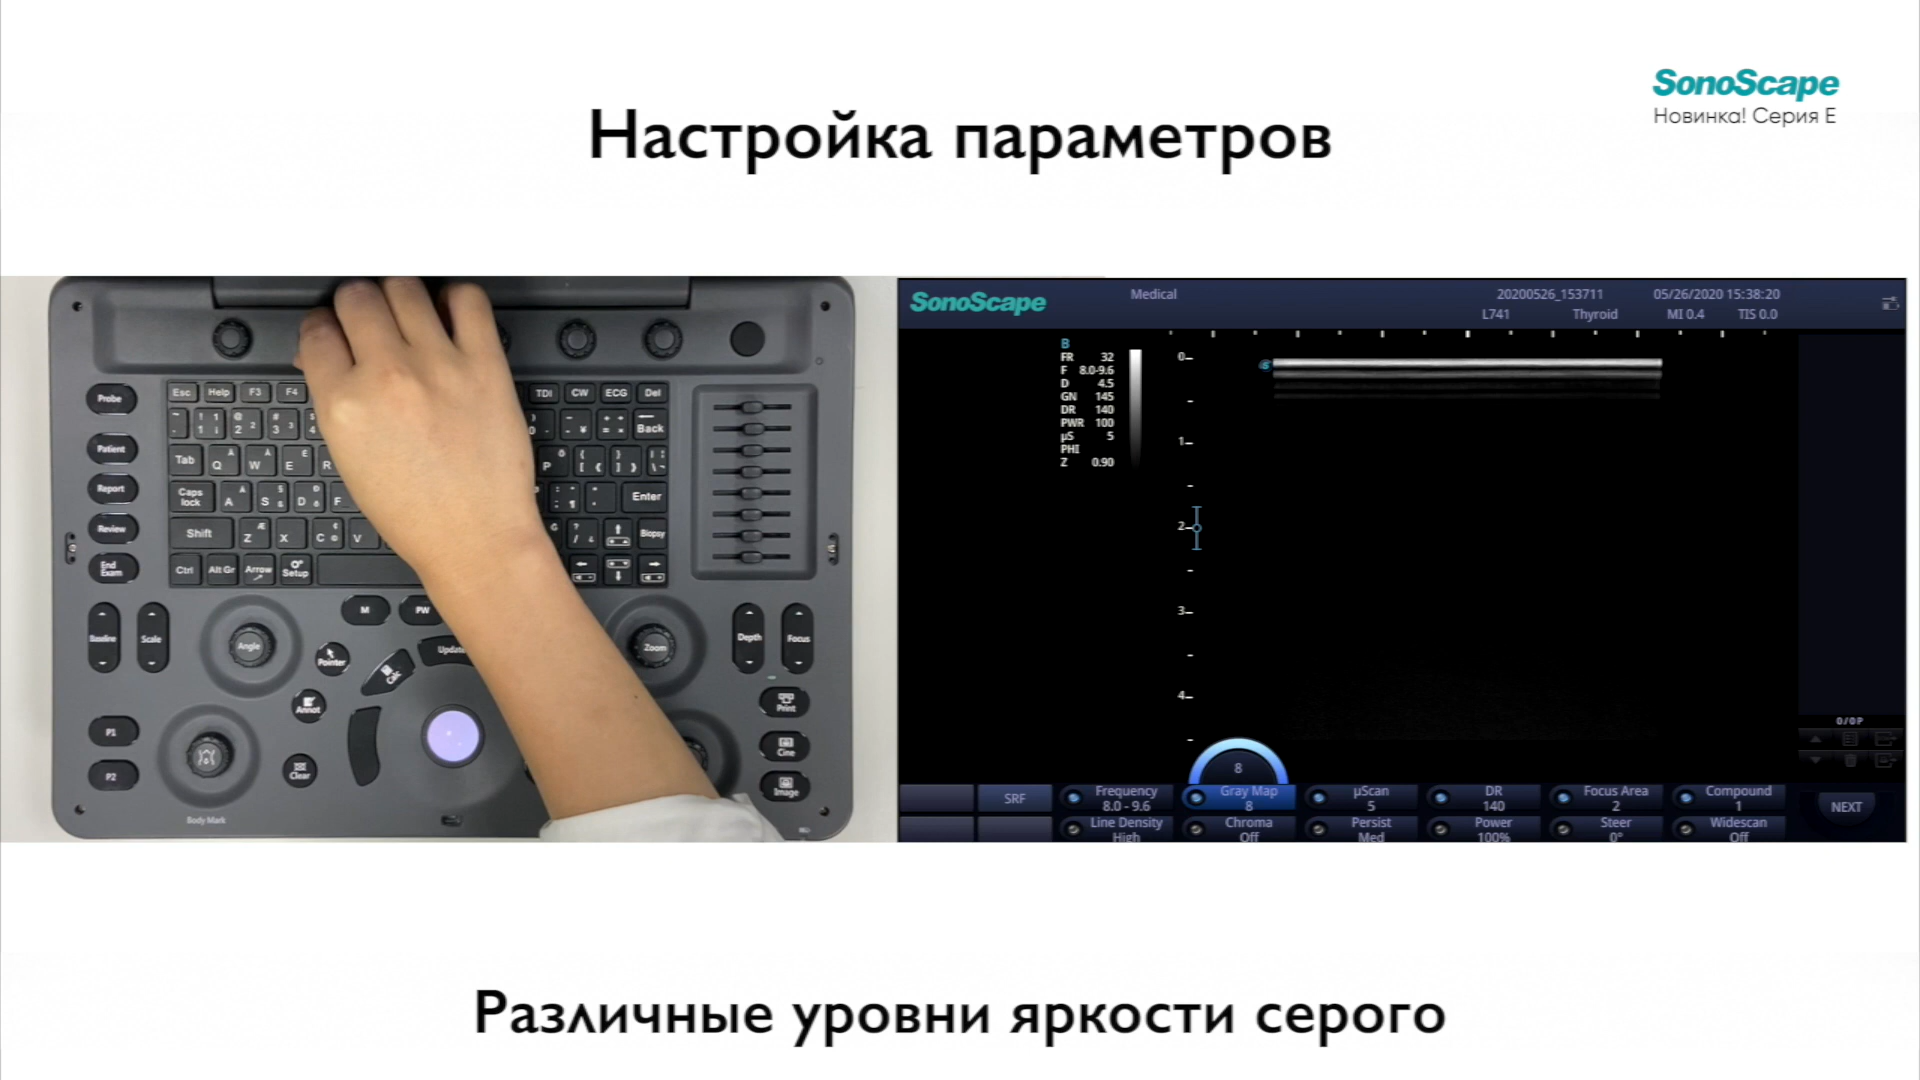 SonoScape
Новинка! Серия E
Настройка параметров
Probe
Patient
Report
Review
End Exam
Esc Help F3 F4 TDI CW ECG Del
Back
Tab Q W E R P
Caps lock A S D F Enter
Shift Z X C V Biopsy
Ctrl Alt Gr Arrow Setup
Baseline Scale Angle M PW Zoom Depth Focus
Pointer Calc Update
Annot Print
P1 Cine
P2 Clear Image
Body Mark
SonoScape Medical 20200526_153711 05/26/2020 15:38:20
L741 Thyroid MI 0.4 TIS 0.0
B
FR 32
F 8.0-9.6
D 4.5
GN 145
DR 140
PWR 100
µS 5
PHI
Z 0.90
0
1
2
3
4
0/0P
8
SRF Frequency Gray Map µScan DR Focus Area Compound NEXT
8.0 - 9.6 8 5 140 2 1
Line Density Chroma Persist Power Steer Widescan
High Off Med 100% 0° Off
Различные уровни яркости серого